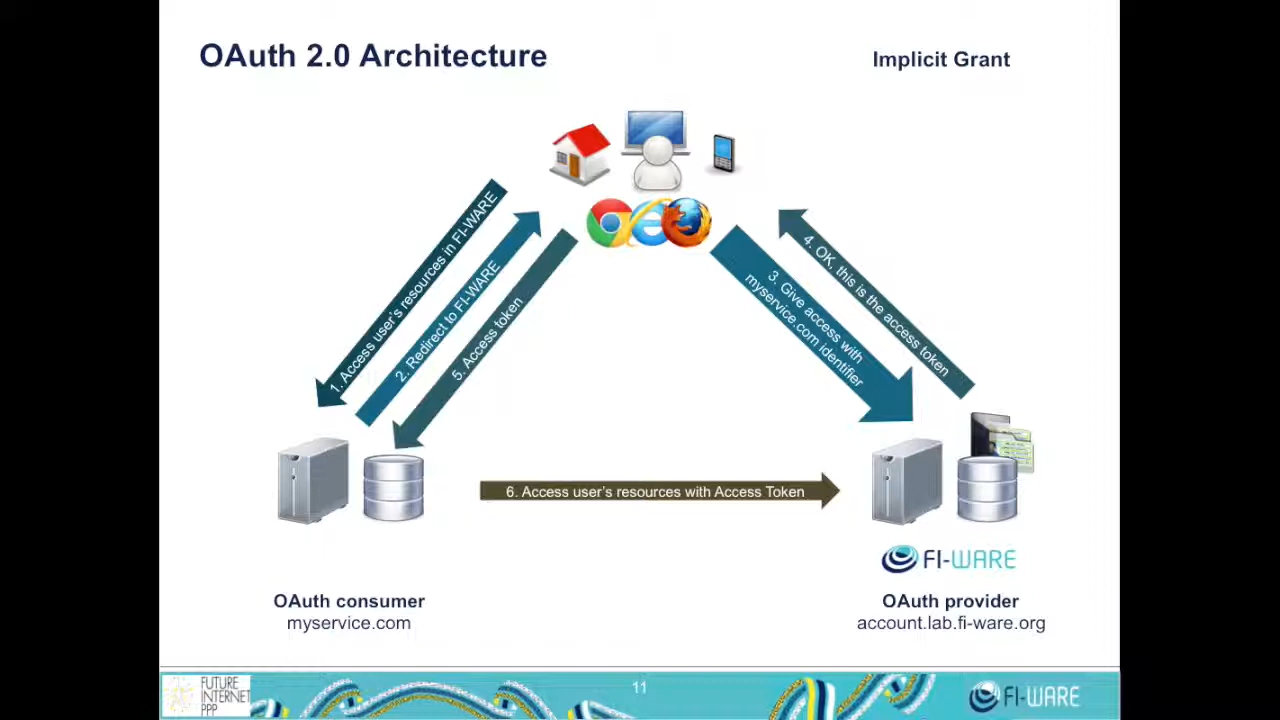 OAuth 2.0 Architecture
Implicit Grant
1. Access user's resources in FI-WARE
2. Redirect to FI-WARE
5. Access token
3. Give access with
myservice.com identifier
4. OK, this is the access token
6. Access user's resources with Access Token
FI-WARE
OAuth consumer
myservice.com
OAuth provider
account.lab.fi-ware.org
FUTURE
INTERNET
PPP
11
FI-WARE